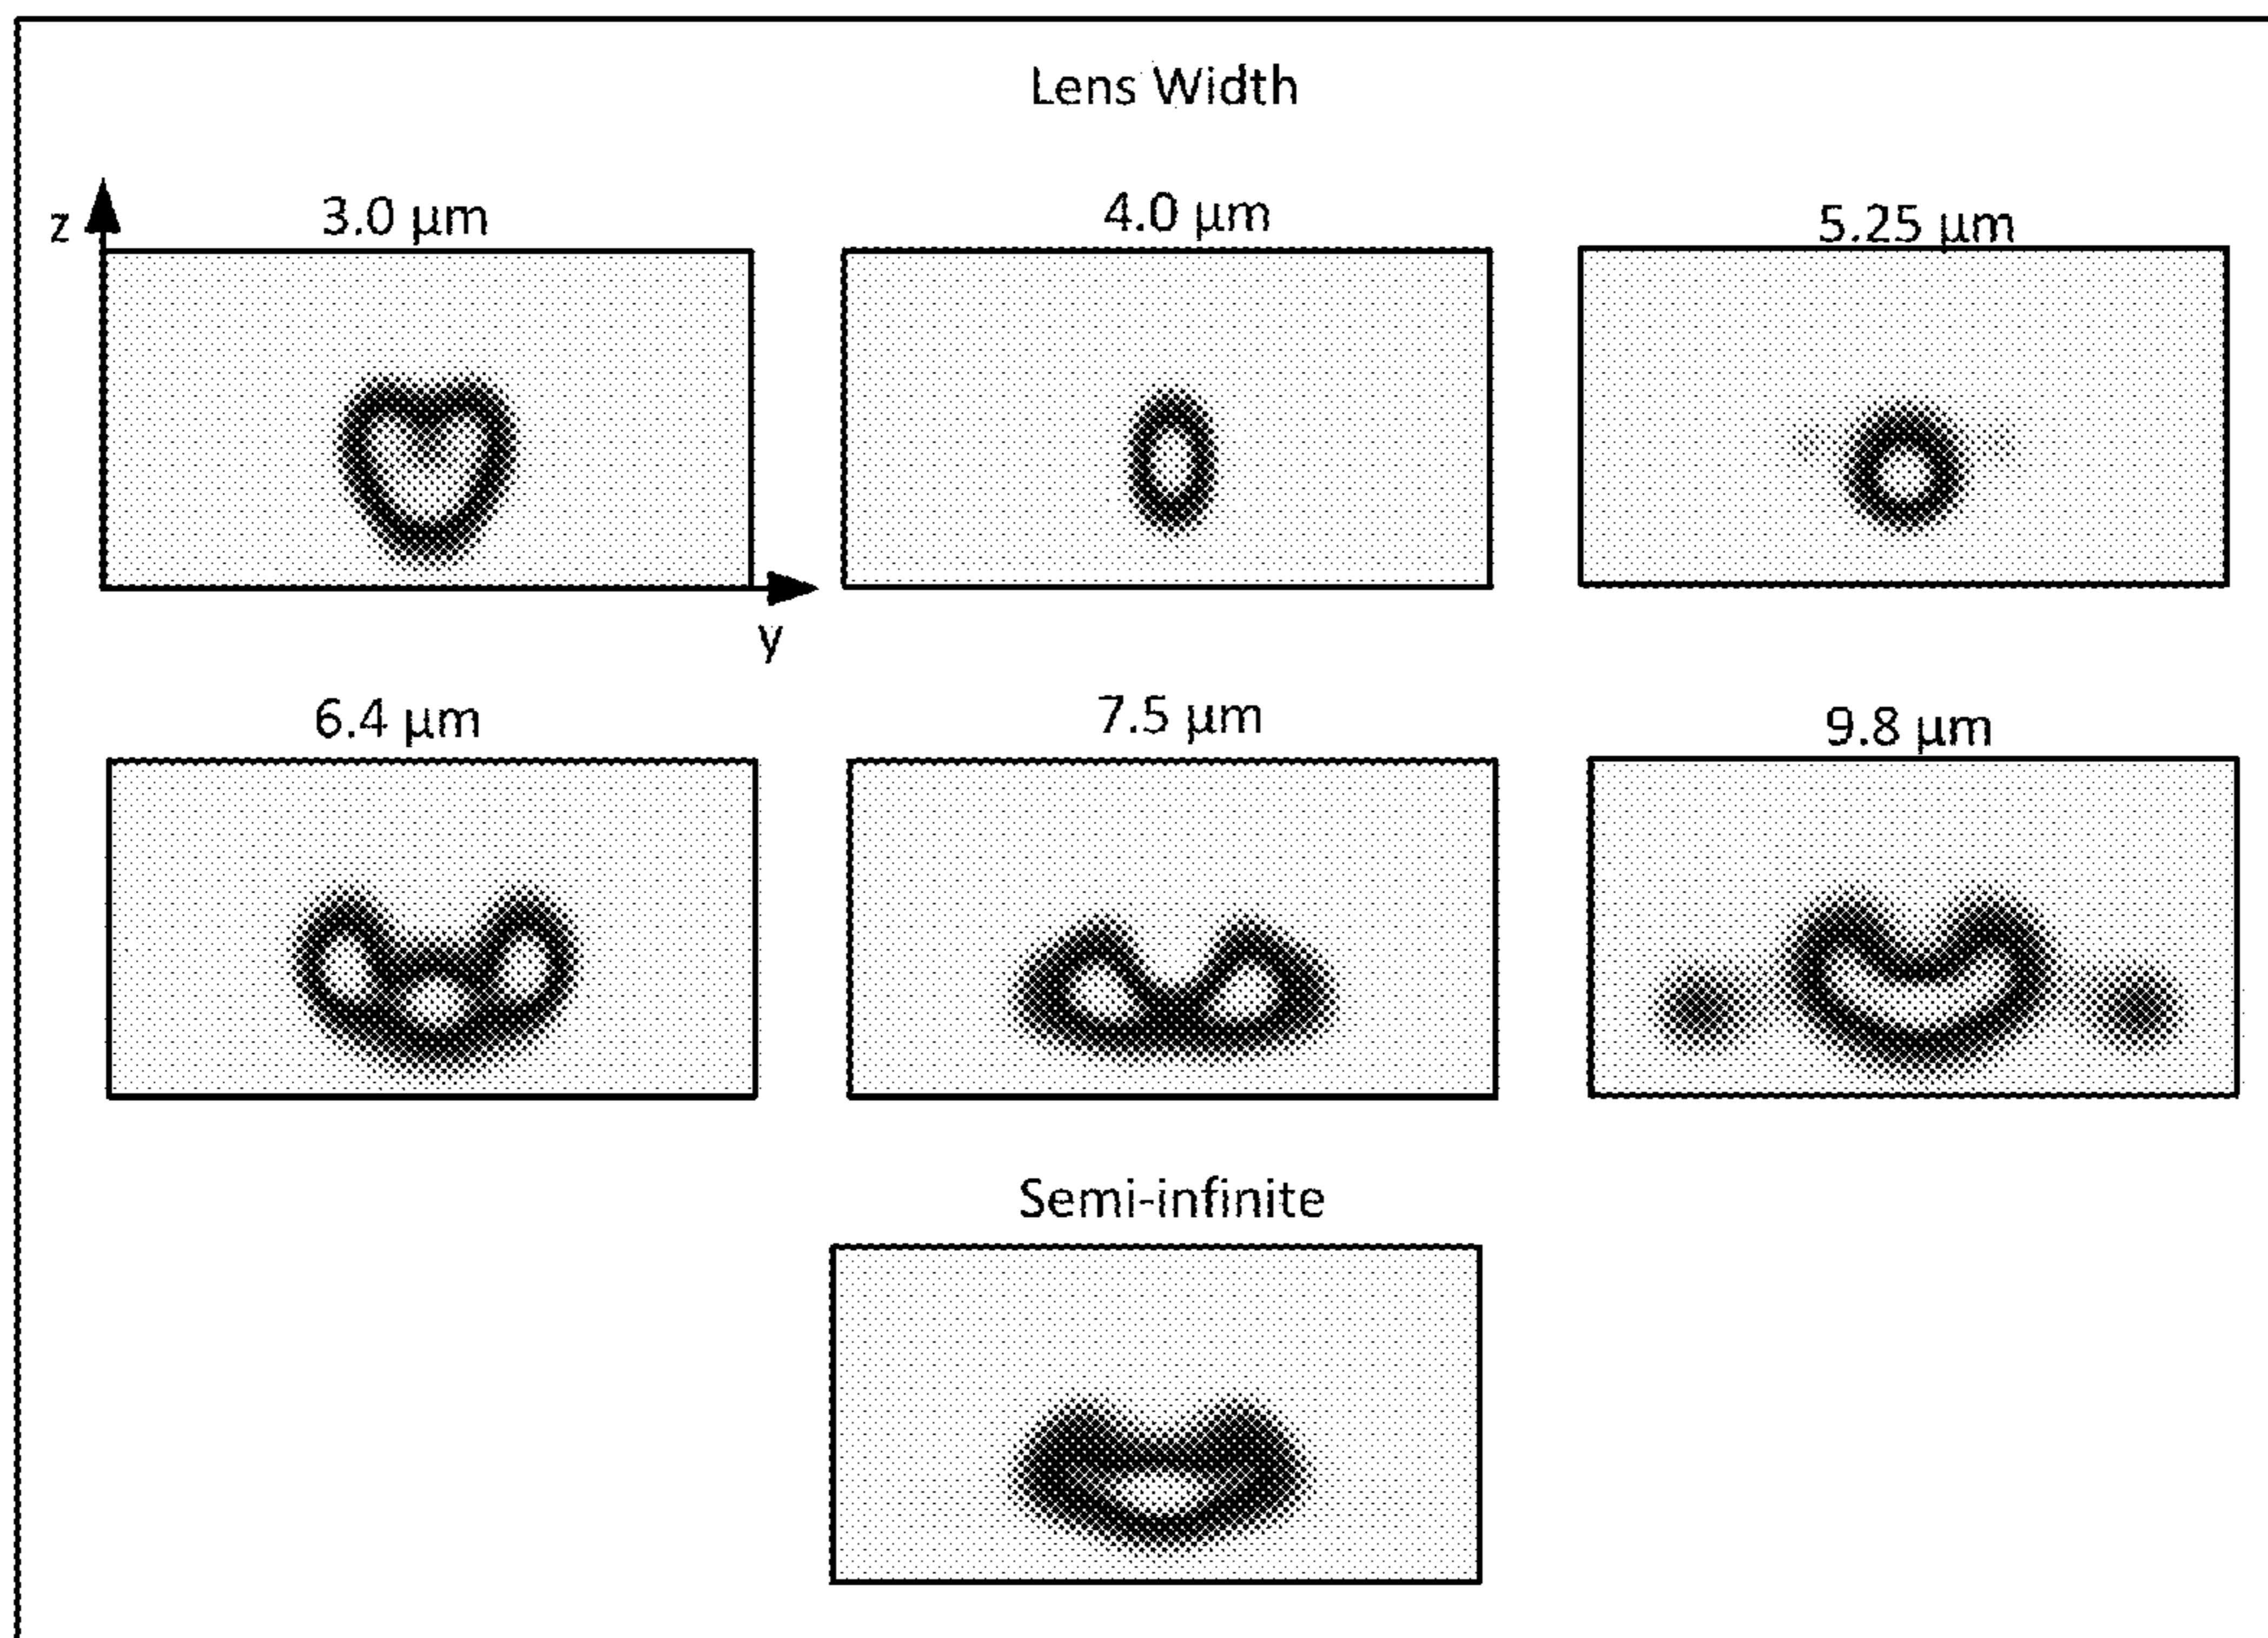 Lens Width
z
3.0 µm
4.0 µm
5.25 µm
y
6.4 µm
7.5 µm
9.8 µm
Semi-infinite